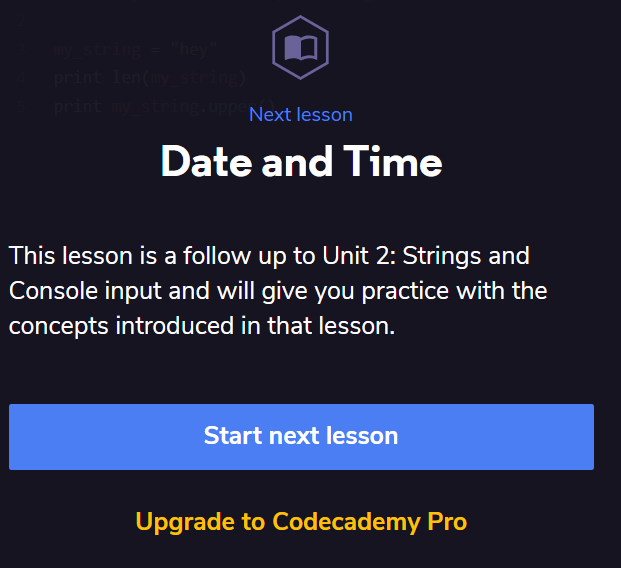 my_string = "hey"
print len(my_string)
print my_string.upper()
Next lesson
Date and Time
This lesson is a follow up to Unit 2: Strings and
Console input and will give you practice with the
concepts introduced in that lesson.
Start next lesson
Upgrade to Codecademy Pro